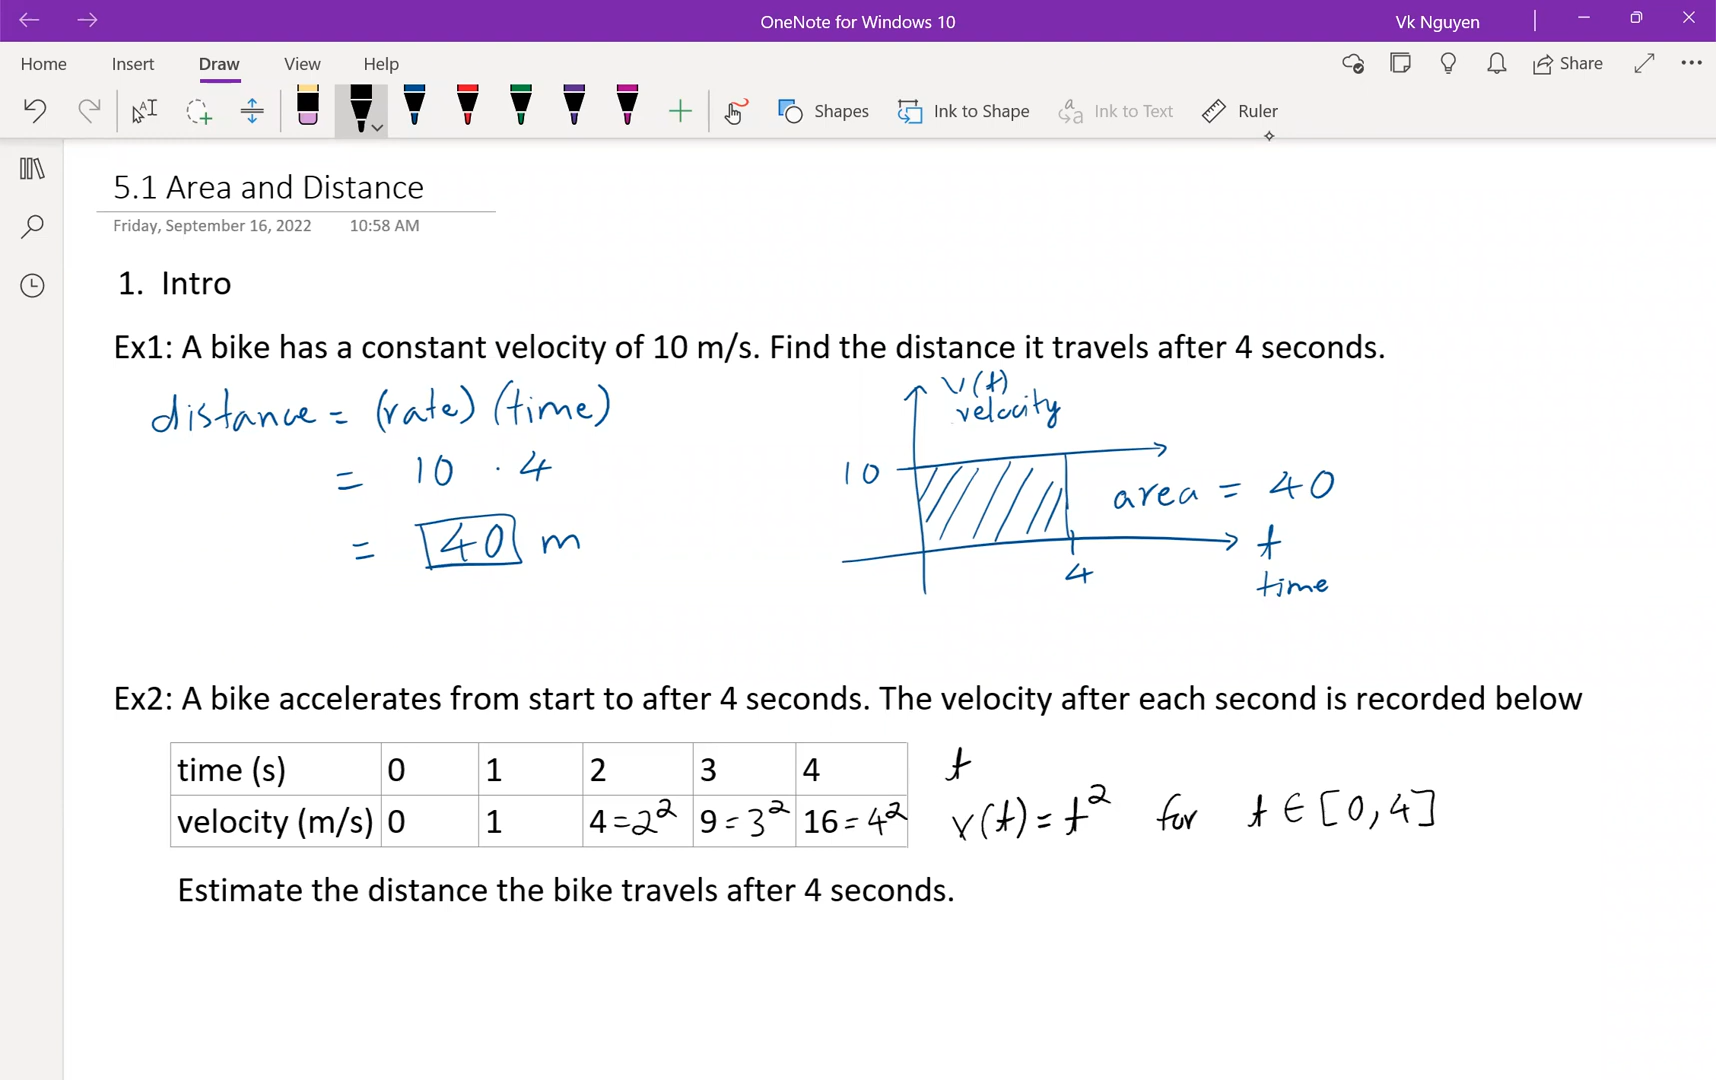 OneNote for Windows 10
Vk Nguyen
Home Insert Draw View Help
Share
Shapes Ink to Shape Ink to Text Ruler
5.1 Area and Distance
Friday, September 16, 2022 10:58 AM
1. Intro
Ex1: A bike has a constant velocity of 10 m/s. Find the distance it travels after 4 seconds.
distance = (rate) (time)
= 10 · 4
= 40 m
v(t)
velocity
10
area = 40
t
4
time
Ex2: A bike accelerates from start to after 4 seconds. The velocity after each second is recorded below
time (s) 0 1 2 3 4 t
velocity (m/s) 0 1 4 = 2² 9 = 3² 16 = 4² v(t) = t² for t ∈ [0, 4]
Estimate the distance the bike travels after 4 seconds.